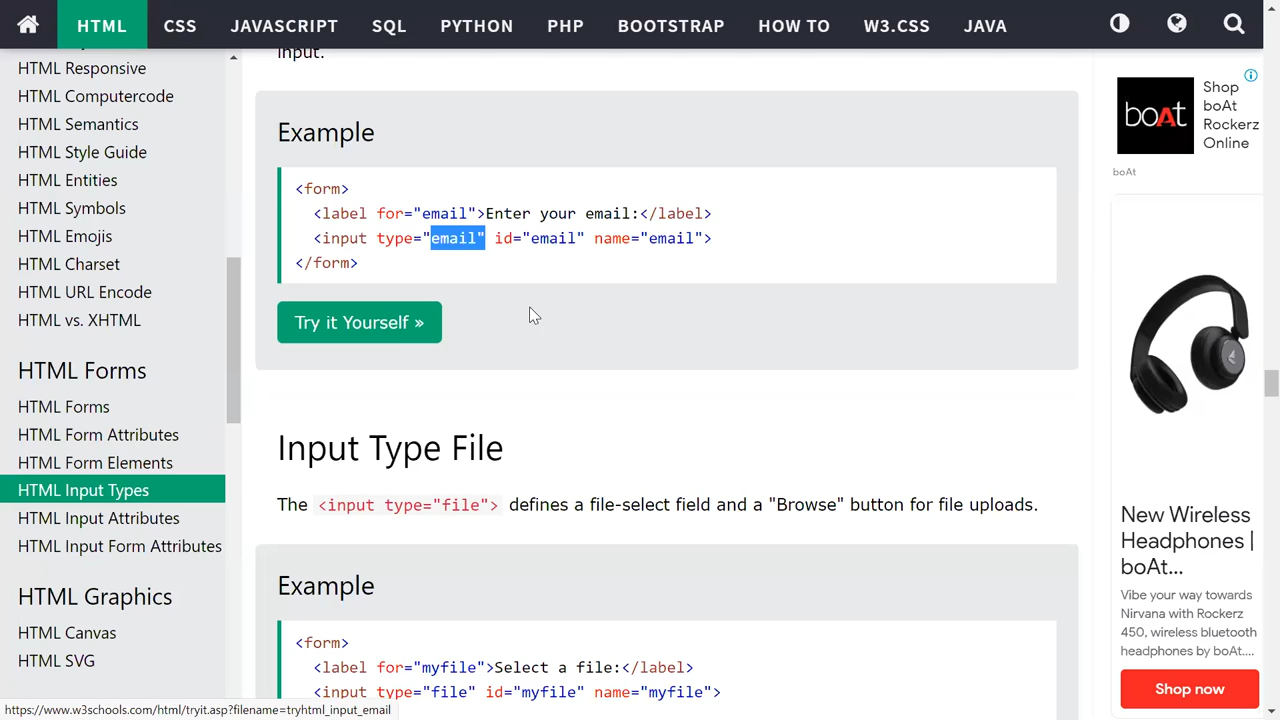 HTML CSS JAVASCRIPT SQL PYTHON PHP BOOTSTRAP HOW TO W3.CSS JAVA
HTML Responsive
HTML Computercode
HTML Semantics
HTML Style Guide
HTML Entities
HTML Symbols
HTML Emojis
HTML Charset
HTML URL Encode
HTML vs. XHTML
HTML Forms
HTML Forms
HTML Form Attributes
HTML Form Elements
HTML Input Types
HTML Input Attributes
HTML Input Form Attributes
HTML Graphics
HTML Canvas
HTML SVG
input.
Example
<form>
<label for="email">Enter your email:</label>
<input type="email" id="email" name="email">
</form>
Try it Yourself »
Input Type File
The <input type="file"> defines a file-select field and a "Browse" button for file uploads.
Example
<form>
<label for="myfile">Select a file:</label>
<input type="file" id="myfile" name="myfile">
boAt
Shop
boAt
Rockerz
Online
boAt
New Wireless
Headphones |
boAt...
Vibe your way towards
Nirvana with Rockerz
450, wireless bluetooth
headphones by boAt....
Shop now
https://www.w3schools.com/html/tryit.asp?filename=tryhtml_input_email